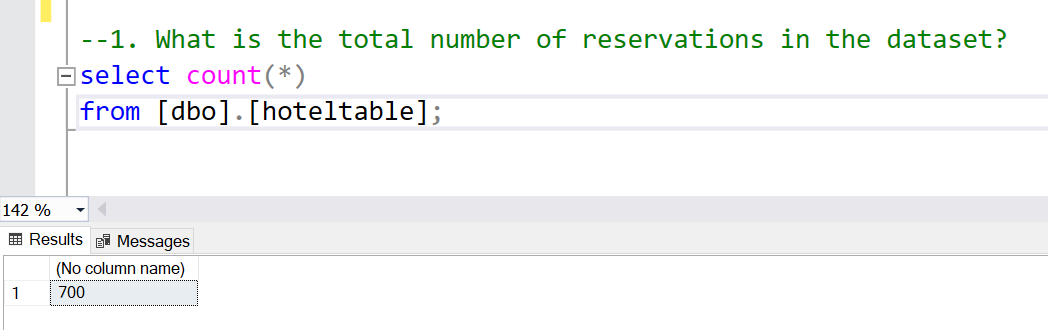 --1. What is the total number of reservations in the dataset?
select count(*)
from [dbo].[hoteltable];
142 %
Results Messages
(No column name)
1 700